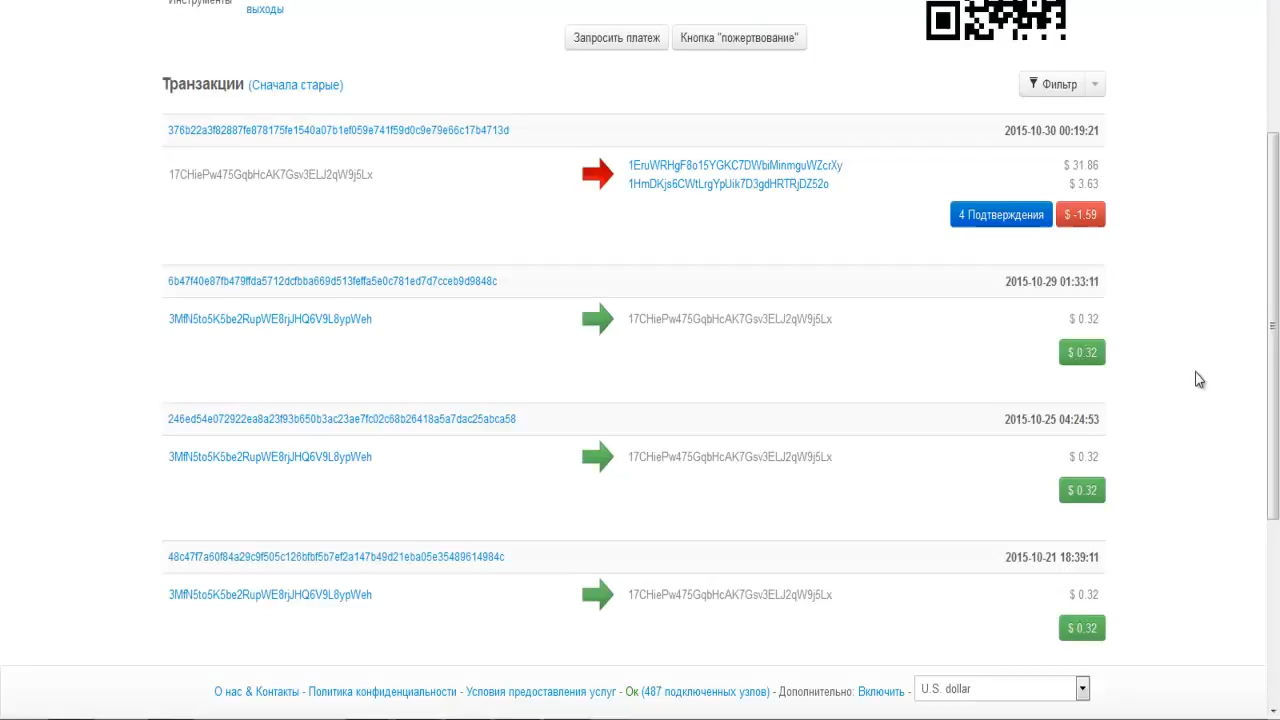 Инструменты
выходы
Запросить платеж
Кнопка "пожертвование"
Транзакции (Сначала старые)
Фильтр
376b22a3f82887fe878175fe1540a07b1ef059e741f59d0c9e79e66c17b4713d
2015-10-30 00:19:21
17CHiePw475GqbHcAK7Gsv3ELJ2qW9j5Lx
1EruWRHgF8o15YGKC7DWbiMinmguWZcrXy
$ 31.86
1HmDKjs6CWtLrgYpUik7D3gdHRTRjDZ52o
$ 3.63
4 Подтверждения
$ -1.59
6b47f40e87fb479ffda5712dcfbba669d513feffa5e0c781ed7d7cceb9d9848c
2015-10-29 01:33:11
3MfN5to5K5be2RupWE8rjJHQ6V9L8ypWeh
17CHiePw475GqbHcAK7Gsv3ELJ2qW9j5Lx
$ 0.32
$ 0.32
246ed54e072922ea8a23f93b650b3ac23ae7fc02c68b26418a5a7dac25abca58
2015-10-25 04:24:53
3MfN5to5K5be2RupWE8rjJHQ6V9L8ypWeh
17CHiePw475GqbHcAK7Gsv3ELJ2qW9j5Lx
$ 0.32
$ 0.32
48c47f7a60f84a29c9f505c126bfbf5b7ef2a147b49d21eba05e35489614984c
2015-10-21 18:39:11
3MfN5to5K5be2RupWE8rjJHQ6V9L8ypWeh
17CHiePw475GqbHcAK7Gsv3ELJ2qW9j5Lx
$ 0.32
$ 0.32
О нас & Контакты - Политика конфиденциальности - Условия предоставления услуг - Ок (487 подключенных узлов) - Дополнительно: Включить - U.S. dollar